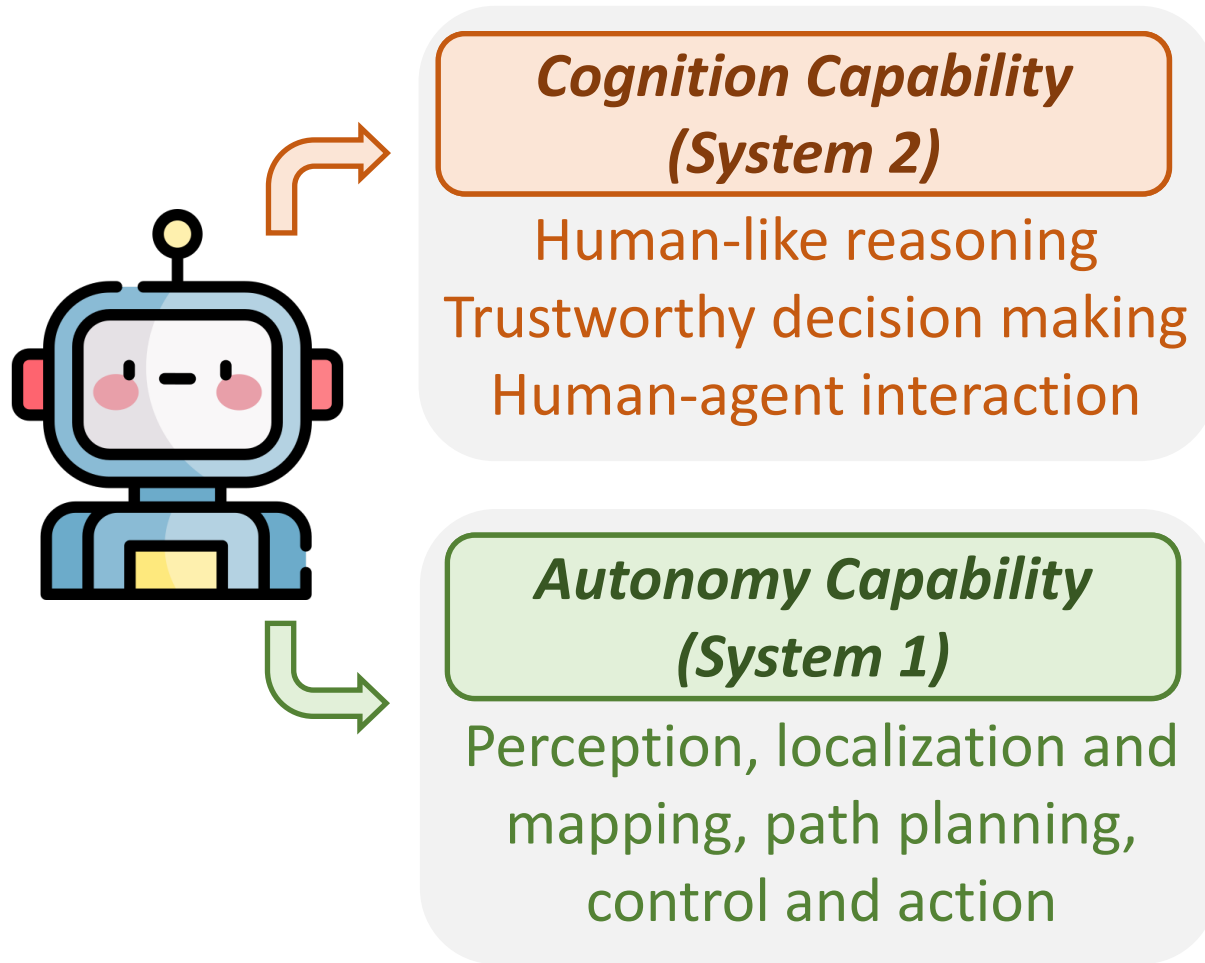 Cognition Capability
(System 2)
Human-like reasoning
Trustworthy decision making
Human-agent interaction
Autonomy Capability
(System 1)
Perception, localization and
mapping, path planning,
control and action